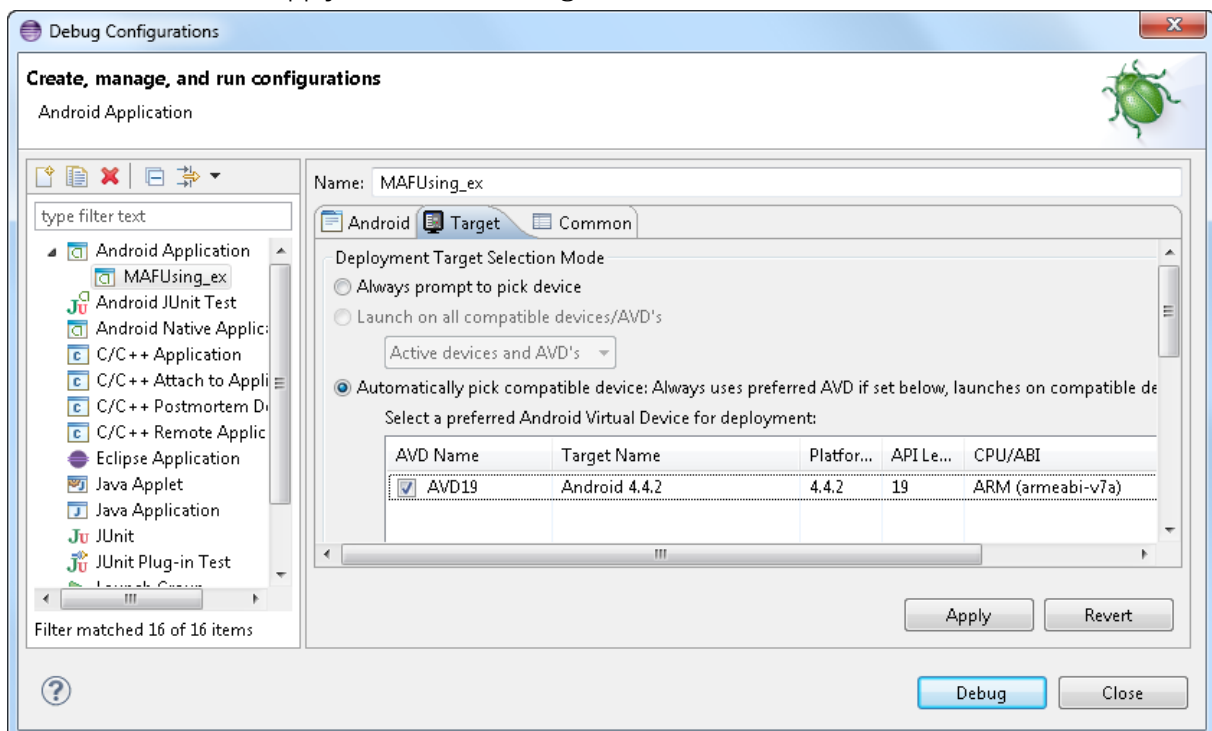 Debug Configurations
Create, manage, and run configurations
Android Application
type filter text
Android Application
MAFUsing_ex
Android JUnit Test
Android Native Applic
C/C++ Application
C/C++ Attach to Appli
C/C++ Postmortem D
C/C++ Remote Applic
Eclipse Application
Java Applet
Java Application
JUnit
JUnit Plug-in Test
Filter matched 16 of 16 items
Name: MAFUsing_ex
Android Target Common
Deployment Target Selection Mode
Always prompt to pick device
Launch on all compatible devices/AVD's
Active devices and AVD's
Automatically pick compatible device: Always uses preferred AVD if set below, launches on compatible de
Select a preferred Android Virtual Device for deployment:
AVD Name Target Name Platfor... API Le... CPU/ABI
AVD19 Android 4.4.2 4.4.2 19 ARM (armeabi-v7a)
Apply Revert
Debug Close